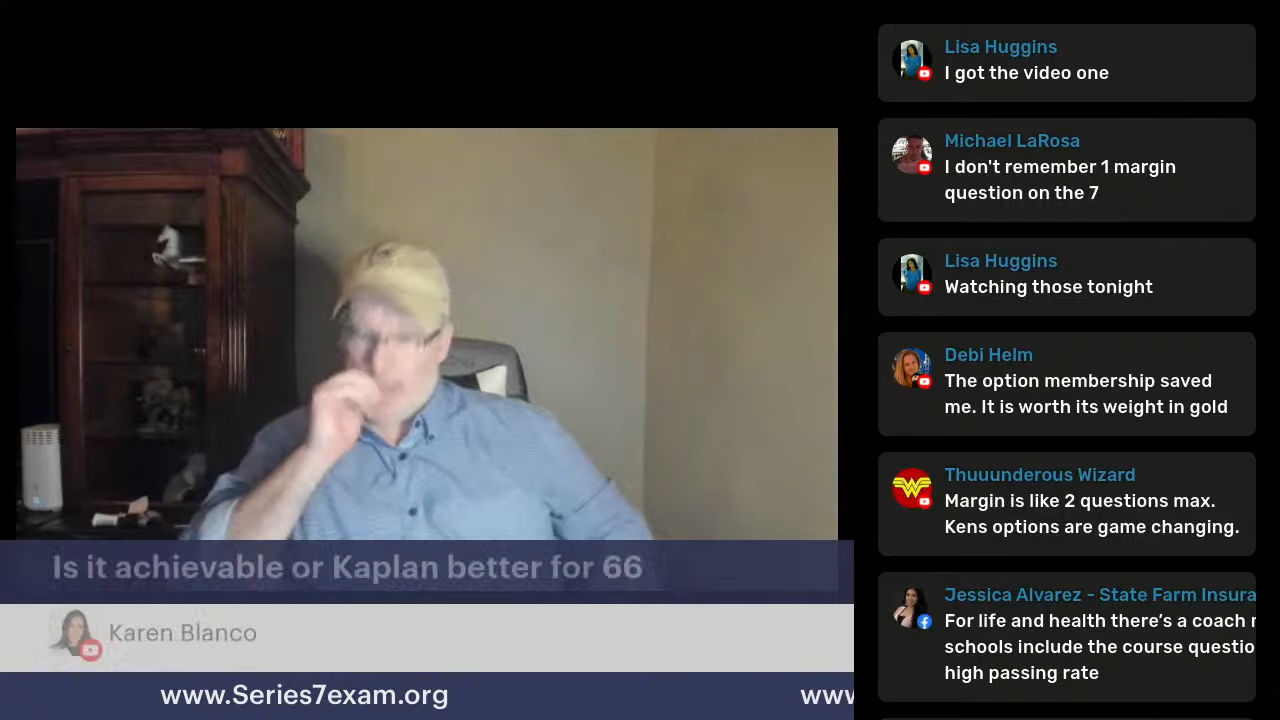 Lisa Huggins
I got the video one
Michael LaRosa
I don't remember 1 margin
question on the 7
Lisa Huggins
Watching those tonight
Debi Helm
The option membership saved
me. It is worth its weight in gold
Thuuunderous Wizard
Margin is like 2 questions max.
Kens options are game changing.
Jessica Alvarez - State Farm Insura
For life and health there's a coach
schools include the course questio
high passing rate
Is it achievable or Kaplan better for 66
Karen Blanco
www.Series7exam.org
www